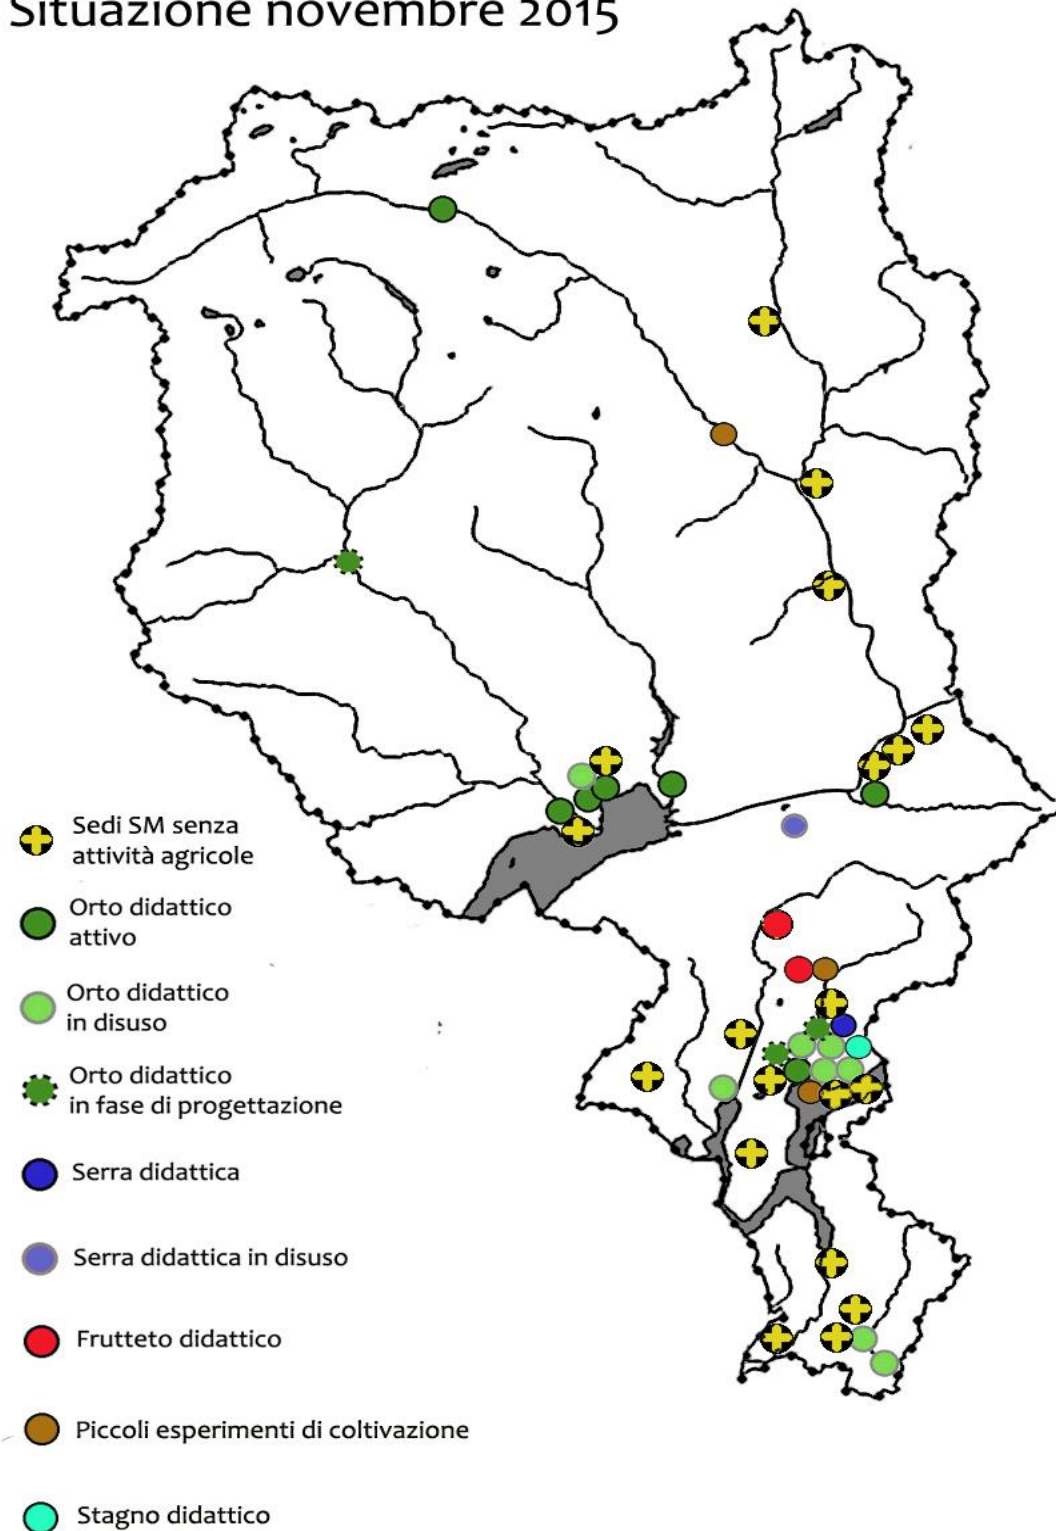 Situazione novembre 2015
Sedi SM senza
attività agricole
Orto didattico
attivo
Orto didattico
in disuso
Orto didattico
in fase di progettazione
Serra didattica
Serra didattica in disuso
Frutteto didattico
Piccoli esperimenti di coltivazione
Stagno didattico